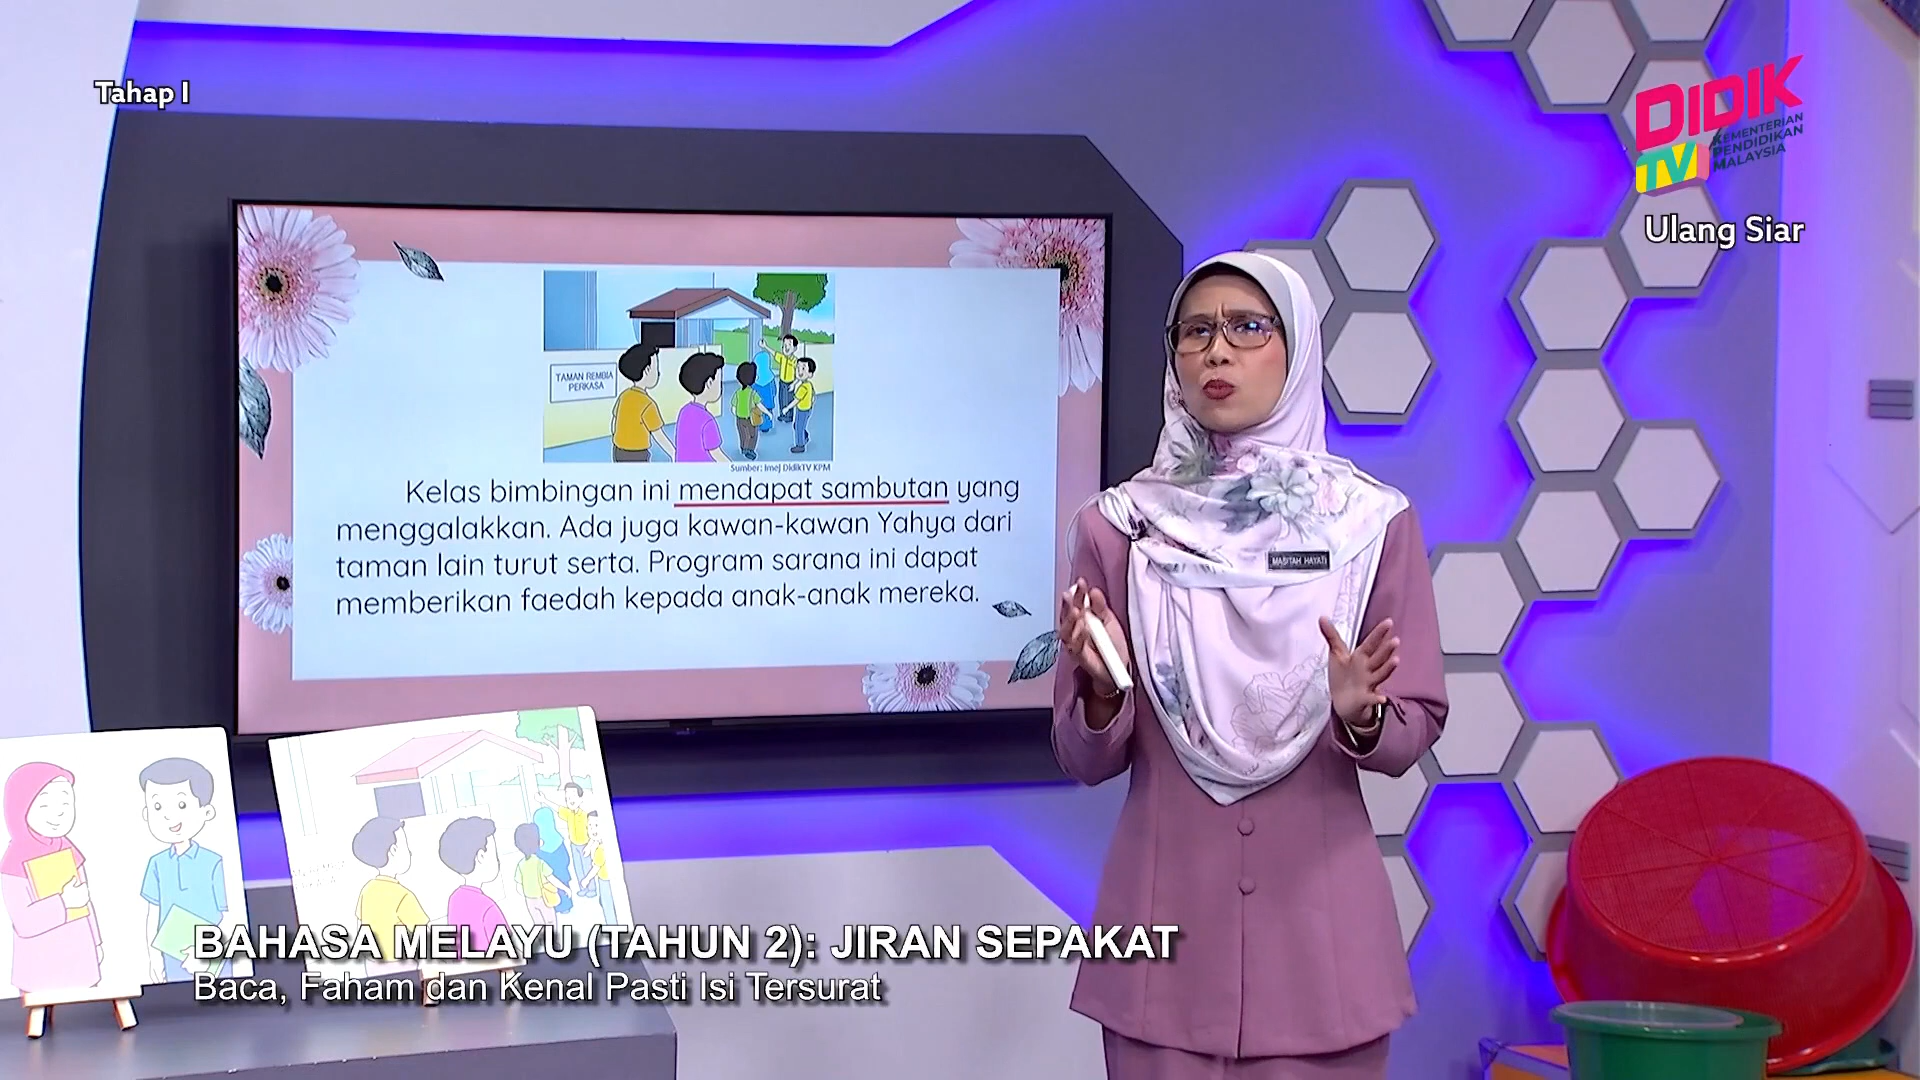 Tahap I
DIDIK
TV
KEMENTERIAN
PENDIDIKAN
MALAYSIA
Ulang Siar
TAMAN REMBIA
PERKASA
Sumber: Imej DidikTV KPM
Kelas bimbingan ini mendapat sambutan yang
menggalakkan. Ada juga kawan-kawan Yahya dari
taman lain turut serta. Program sarana ini dapat
memberikan faedah kepada anak-anak mereka.
MASITAH HAYATI
BAHASA MELAYU (TAHUN 2): JIRAN SEPAKAT
Baca, Faham dan Kenal Pasti Isi Tersurat